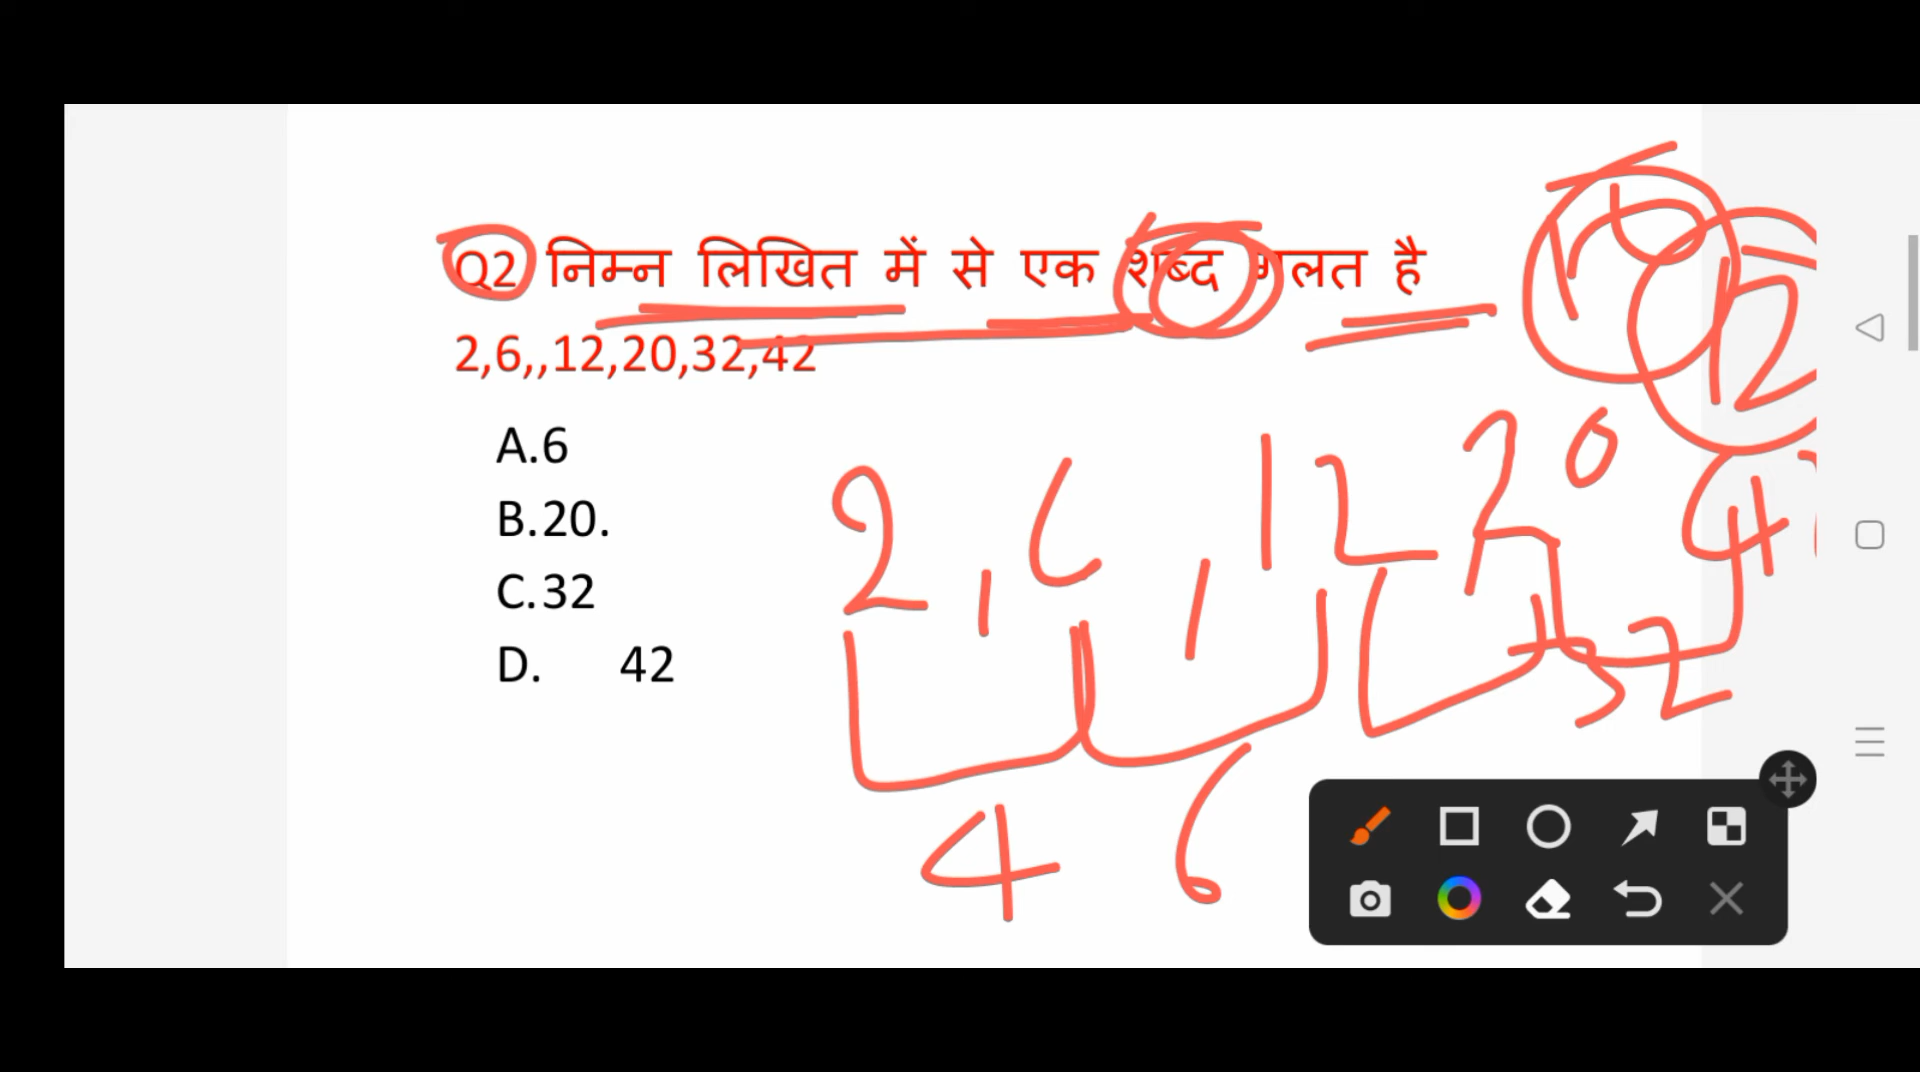 Q2 निम्न लिखित में से एक शब्द गलत है
2,6,,12,20,32,42
A.6
B.20.
C.32
D. 42
2, 6, 12 20
32
4 6
12